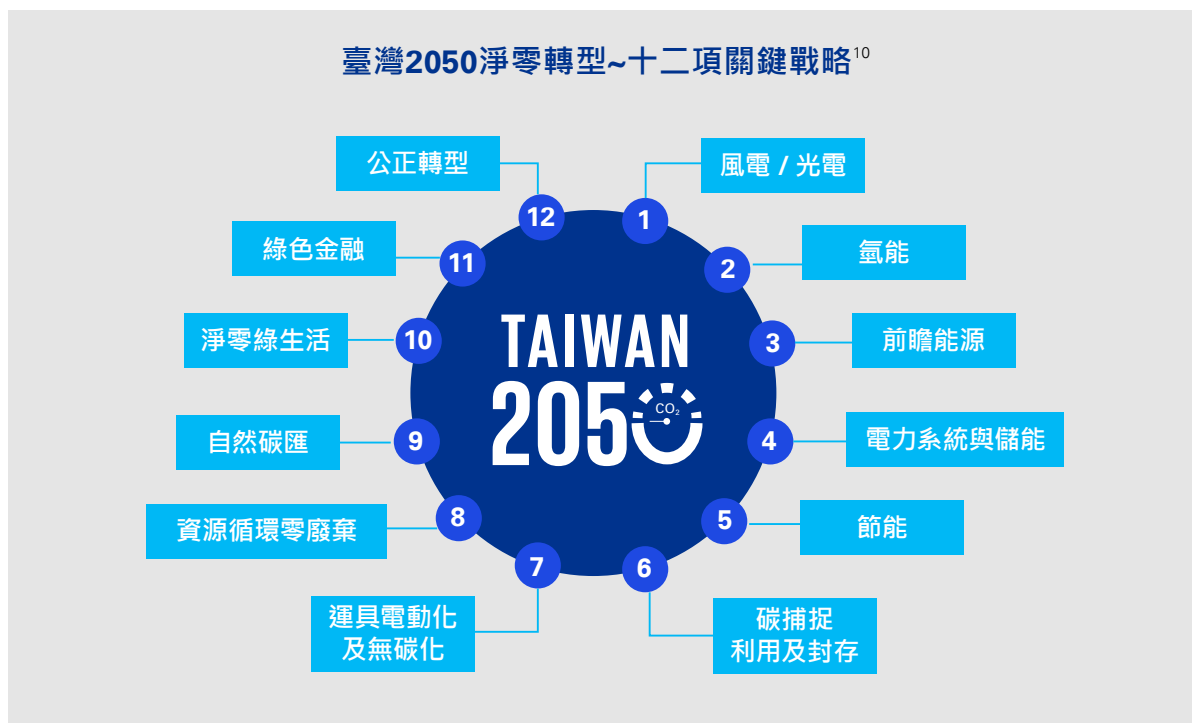 臺灣2050淨零轉型~十二項關鍵戰略10
1
風電 / 光電
2
氫能
3
前瞻能源
4
電力系統與儲能
5
節能
6
碳捕捉
利用及封存
7
運具電動化
及無碳化
8
資源循環零廢棄
9
自然碳匯
10
淨零綠生活
11
綠色金融
12
公正轉型
TAIWAN
2050
CO₂